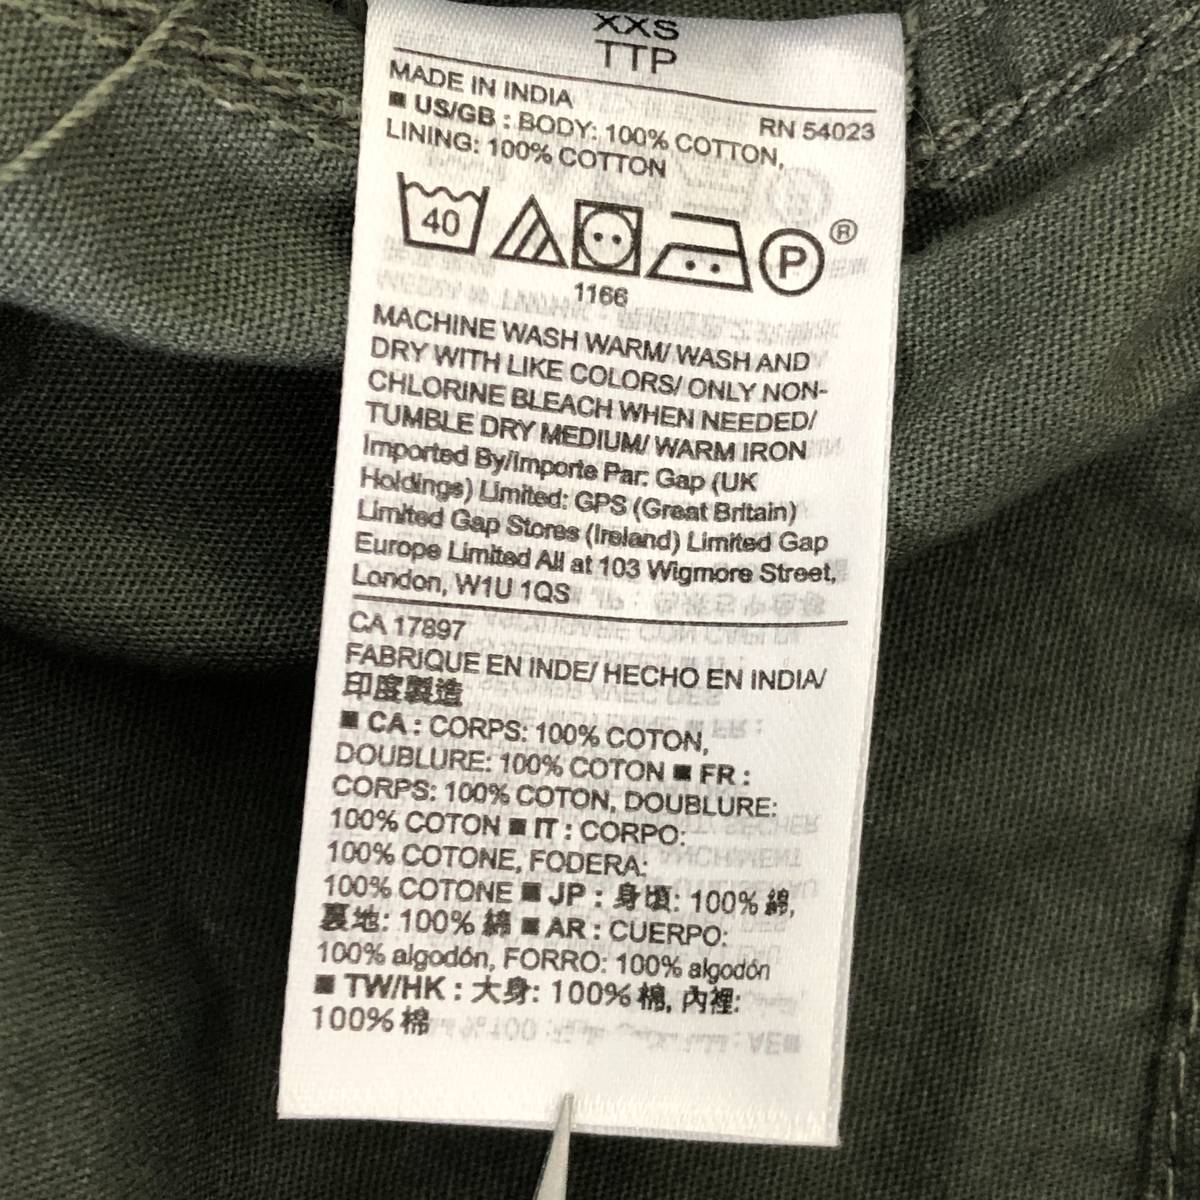 XXS
TTP
MADE IN INDIA
RN 54023
■ US/GB : BODY: 100% COTTON,
LINING: 100% COTTON
40
P ®
1166
MACHINE WASH WARM/ WASH AND
DRY WITH LIKE COLORS/ ONLY NON-
CHLORINE BLEACH WHEN NEEDED/
TUMBLE DRY MEDIUM/ WARM IRON
Imported By/Importe Par: Gap (UK
Holdings) Limited: GPS (Great Britain)
Limited Gap Stores (Ireland) Limited Gap
Europe Limited All at 103 Wigmore Street,
London, W1U 1QS
CA 17897
FABRIQUE EN INDE/ HECHO EN INDIA/
印度製造
■ CA : CORPS: 100% COTON,
DOUBLURE: 100% COTON ■ FR :
CORPS: 100% COTON, DOUBLURE:
100% COTON ■ IT : CORPO:
100% COTONE, FODERA:
100% COTONE ■ JP : 身頃: 100% 綿,
裏地: 100% 綿 ■ AR : CUERPO:
100% algodón, FORRO: 100% algodón
■ TW/HK : 大身: 100% 棉, 內裡:
100% 棉